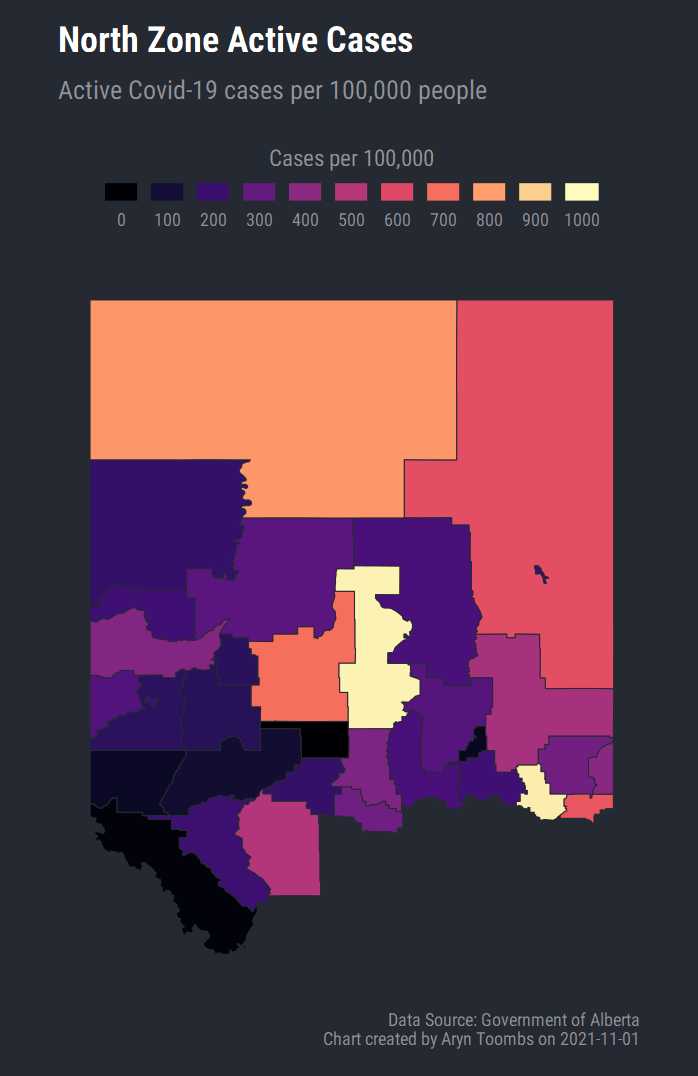 North Zone Active Cases
Active Covid-19 cases per 100,000 people
Cases per 100,000
0 100 200 300 400 500 600 700 800 900 1000
Data Source: Government of Alberta
Chart created by Aryn Toombs on 2021-11-01